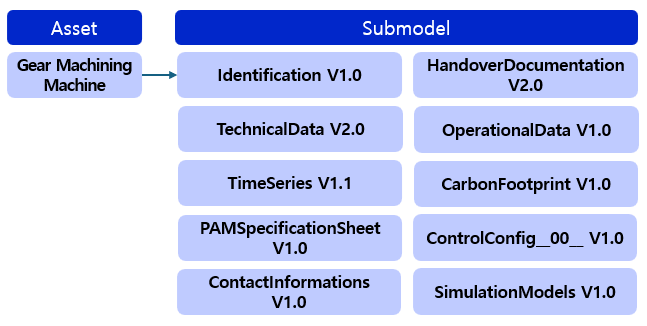 Asset
Submodel
Gear Machining
Machine
Identification V1.0
HandoverDocumentation
V2.0
TechnicalData V2.0
OperationalData V1.0
TimeSeries V1.1
CarbonFootprint V1.0
PAMSpecificationSheet
V1.0
ControlConfig__00__ V1.0
ContactInformations
V1.0
SimulationModels V1.0